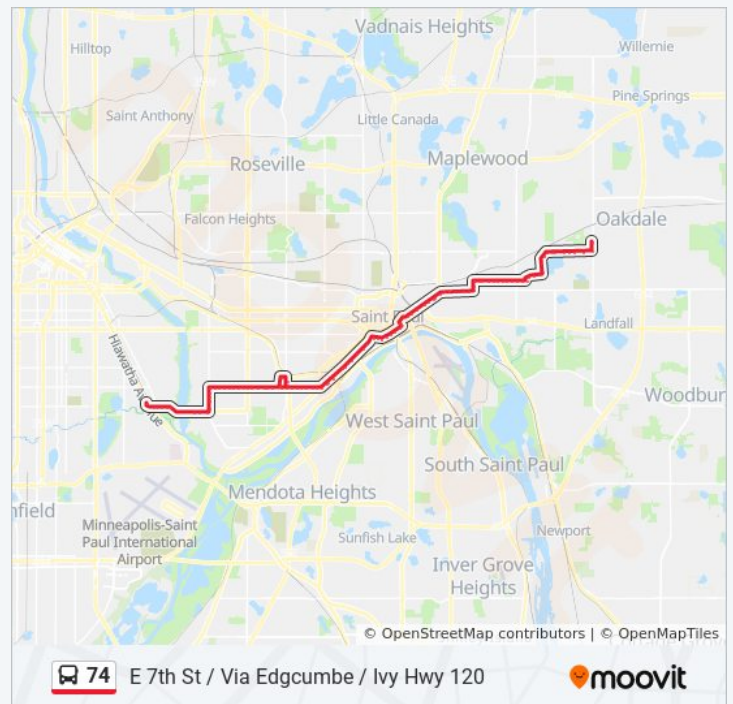 Vadnais Heights
Hilltop
Willernie
Pine Springs
Saint Anthony
Little Canada
Roseville
Maplewood
Falcon Heights
Oakdale
Saint Paul
Landfall
Hiawatha Avenue
Woodbur
West Saint Paul
South Saint Paul
Mendota Heights
nfield
Minneapolis-Saint
Paul International
Airport
Sunfish Lake
Newport
Inver Grove
Heights
© OpenStreetMap contributors | © OpenMapTiles
74 E 7th St / Via Edgcumbe / Ivy Hwy 120
moovit